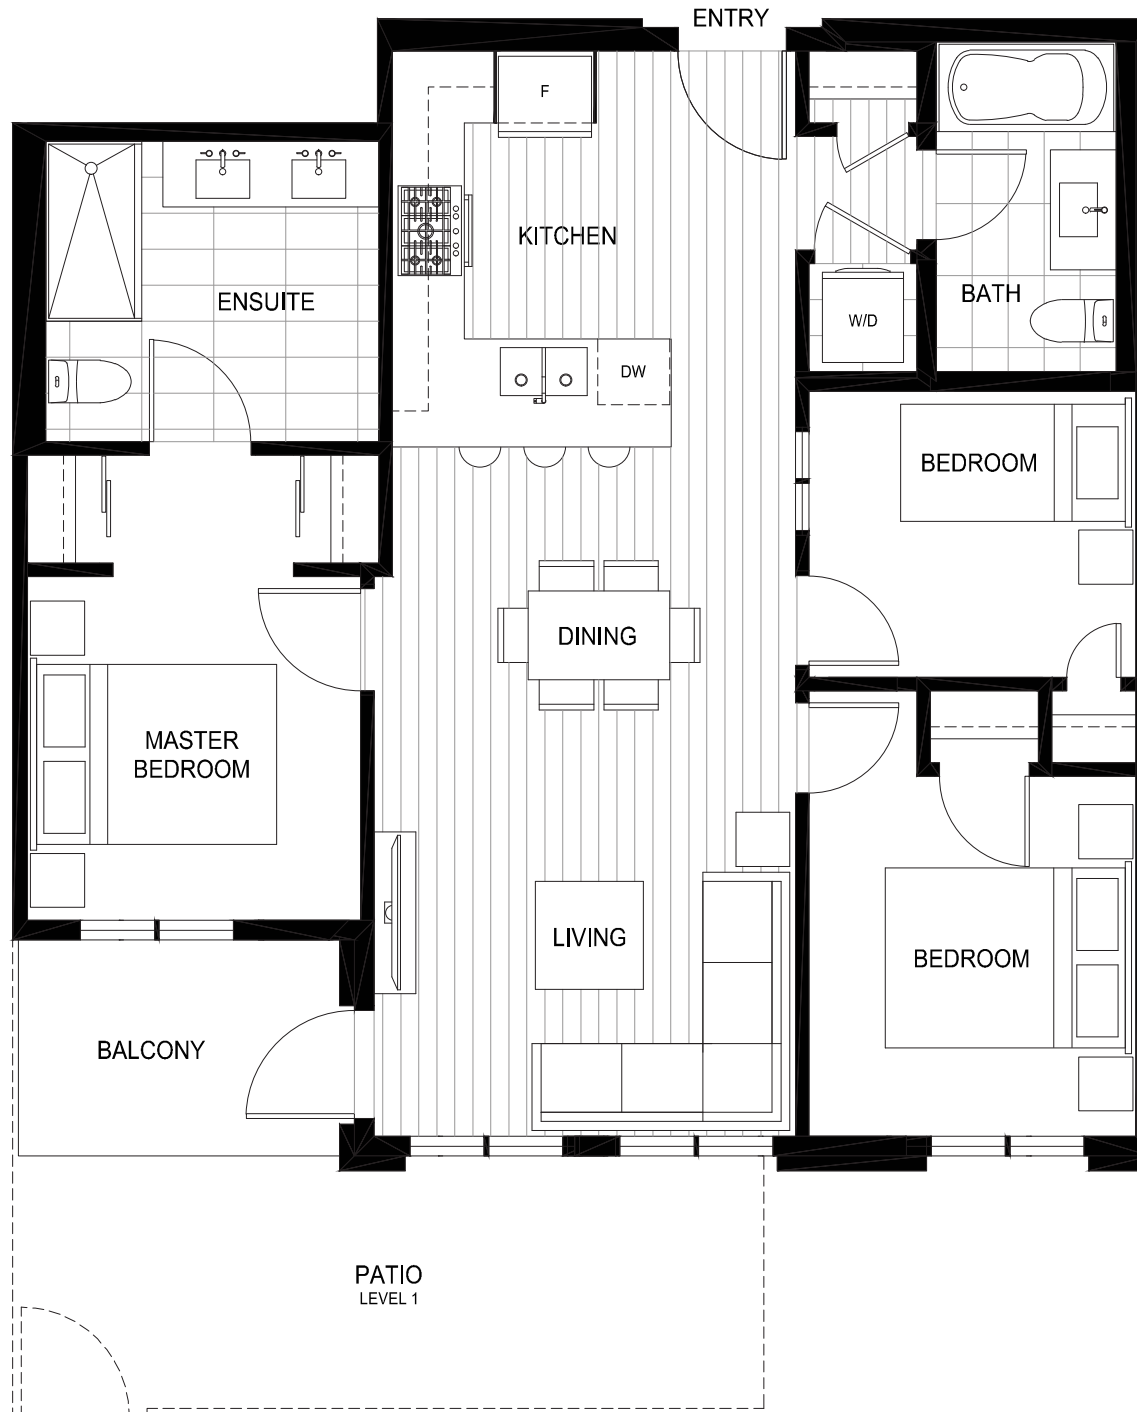 ENTRY
F
KITCHEN
ENSUITE
BATH
W/D
DW
BEDROOM
DINING
MASTER
BEDROOM
LIVING
BEDROOM
BALCONY
PATIO
LEVEL 1